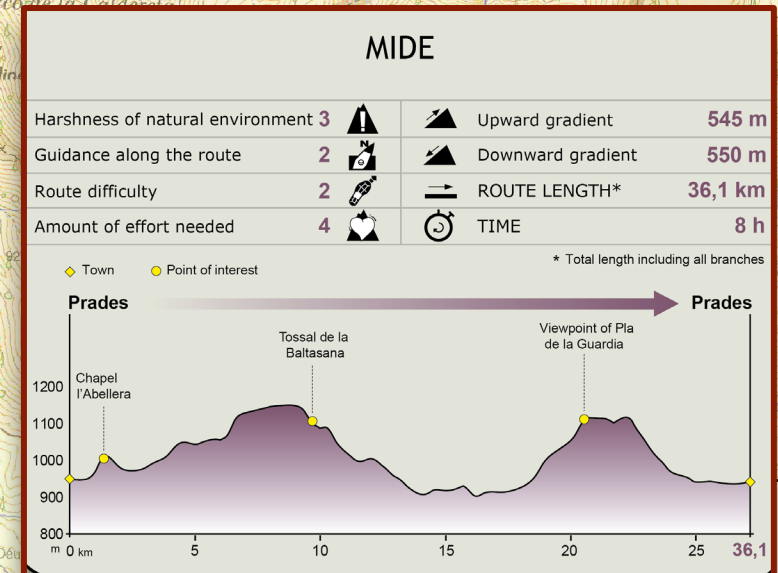 MIDE
Harshness of natural environment 3
Upward gradient 545 m
Guidance along the route 2
N
Downward gradient 550 m
Route difficulty 2
ROUTE LENGTH* 36,1 km
Amount of effort needed 4
TIME 8 h
* Total length including all branches
Town
Point of interest
Prades
Prades
Chapel
l'Abellera
Tossal de la
Baltasana
Viewpoint of Pla
de la Guardia
1200
1100
1000
900
800
m 0 km 5 10 15 20 25 36,1